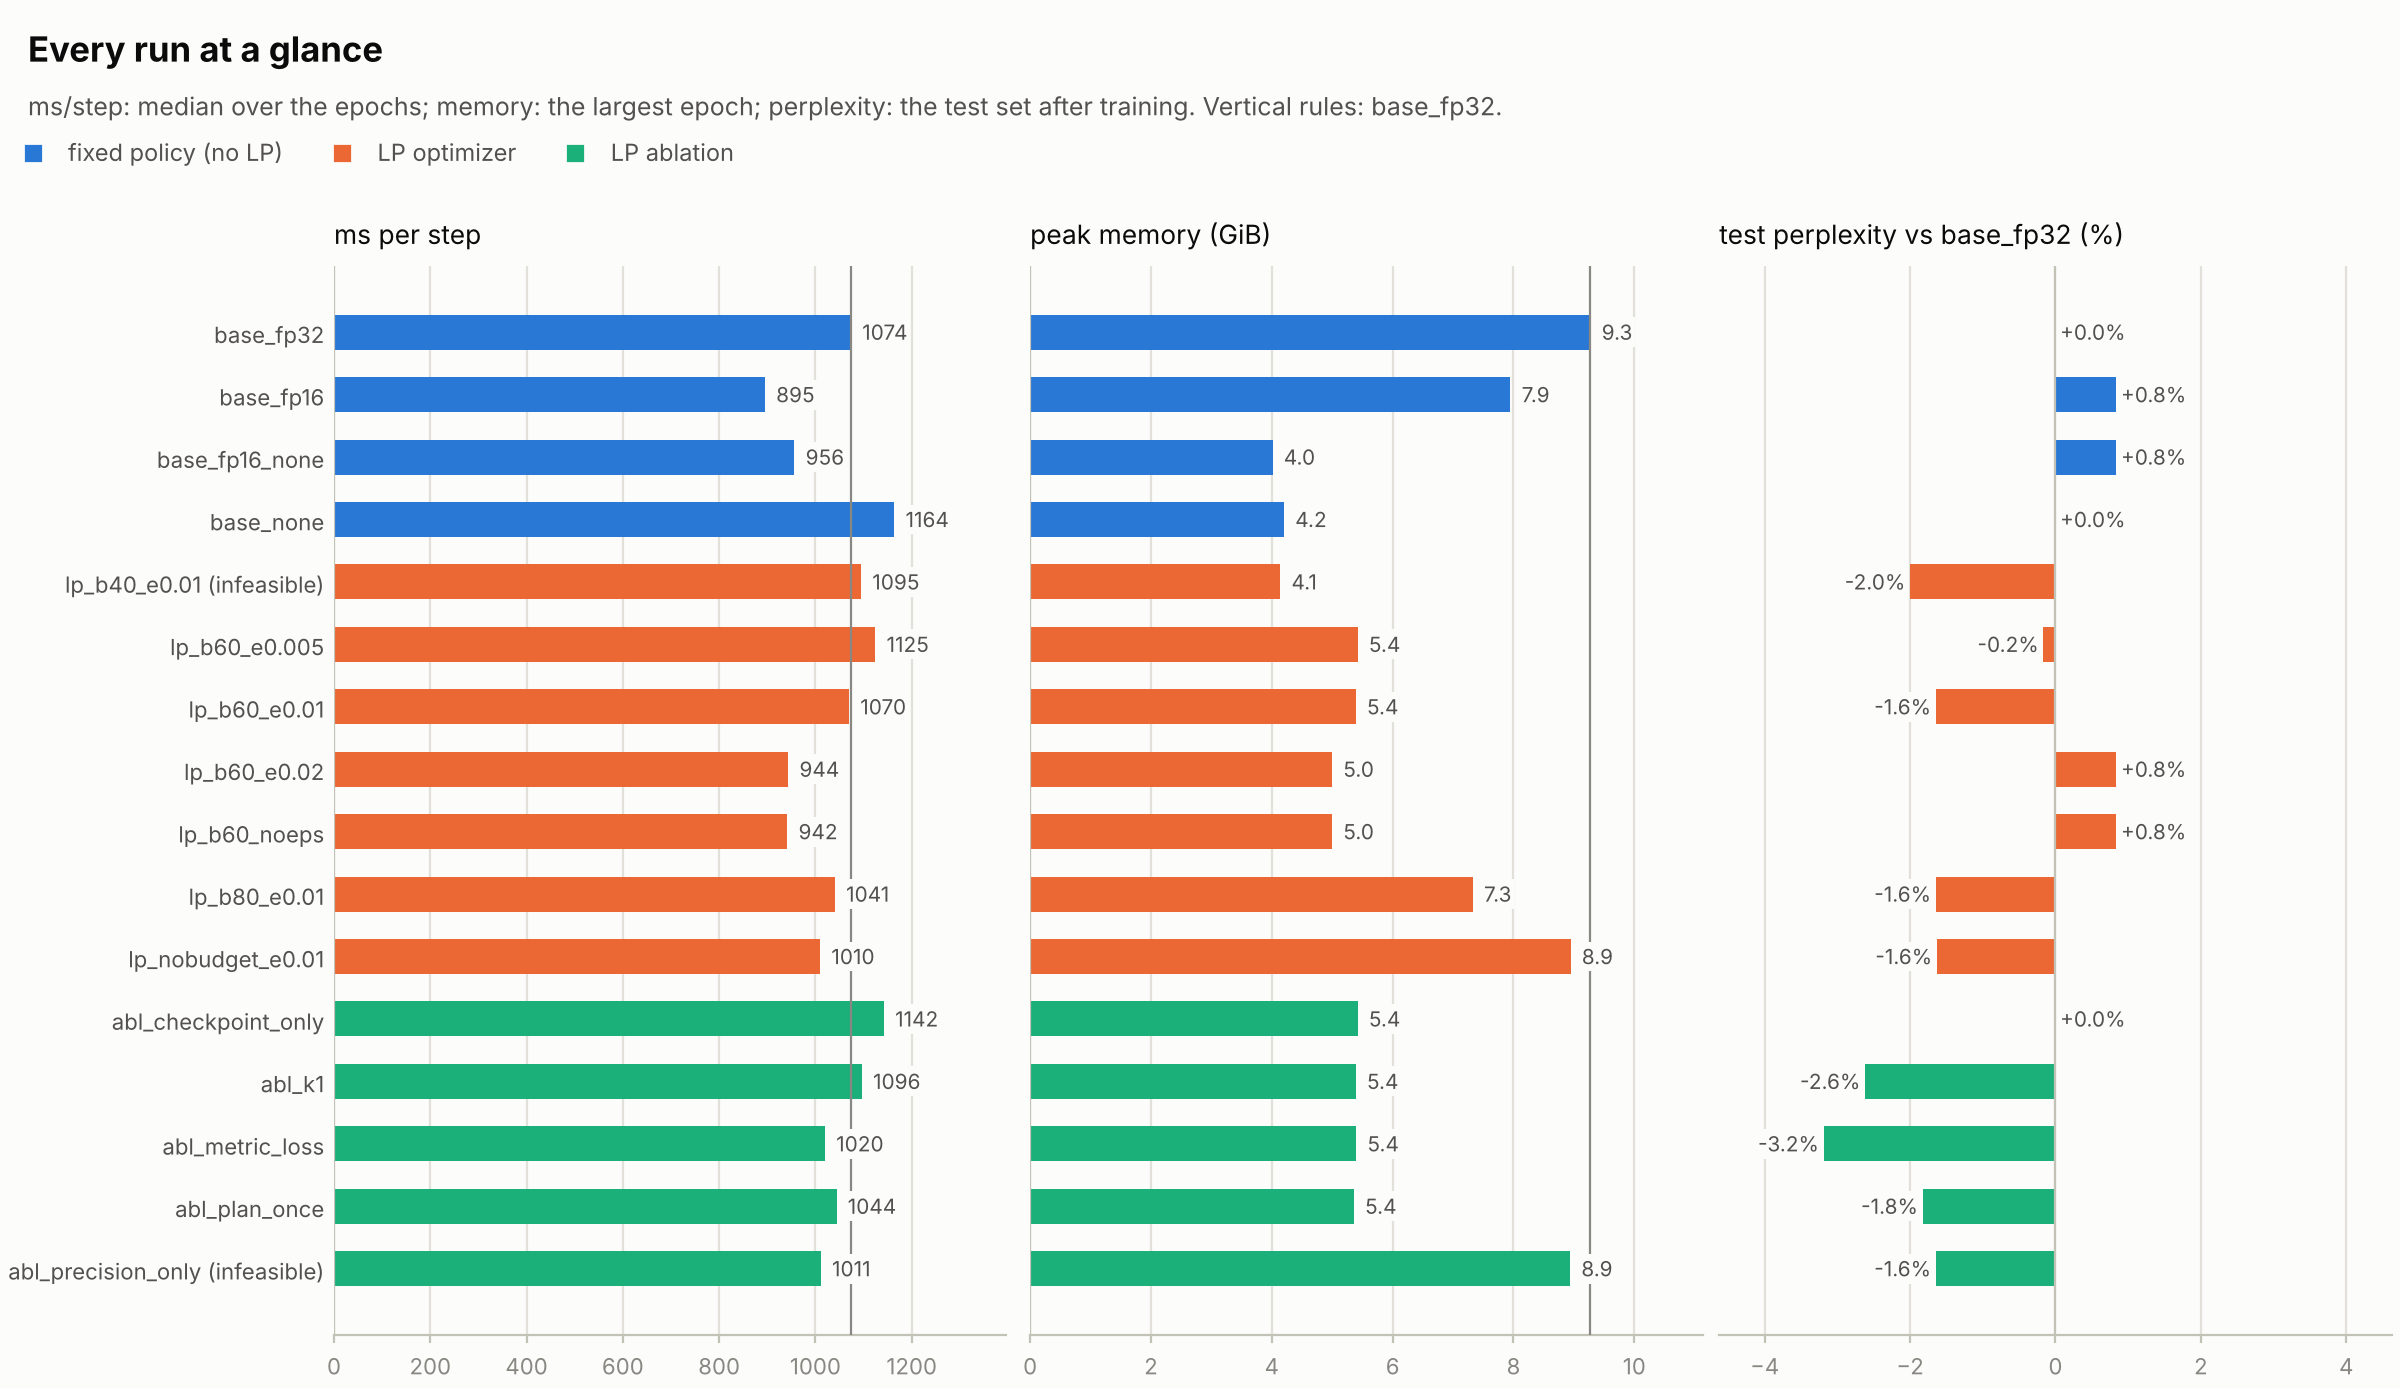 Every run at a glance
ms/step: median over the epochs; memory: the largest epoch; perplexity: the test set after training. Vertical rules: base_fp32.
fixed policy (no LP) LP optimizer LP ablation
ms per step peak memory (GiB) test perplexity vs base_fp32 (%)
base_fp32 1074 9.3 +0.0%
base_fp16 895 7.9 +0.8%
base_fp16_none 956 4.0 +0.8%
base_none 1164 4.2 +0.0%
lp_b40_e0.01 (infeasible) 1095 4.1 -2.0%
lp_b60_e0.005 1125 5.4 -0.2%
lp_b60_e0.01 1070 5.4 -1.6%
lp_b60_e0.02 944 5.0 +0.8%
lp_b60_noeps 942 5.0 +0.8%
lp_b80_e0.01 1041 7.3 -1.6%
lp_nobudget_e0.01 1010 8.9 -1.6%
abl_checkpoint_only 1142 5.4 +0.0%
abl_k1 1096 5.4 -2.6%
abl_metric_loss 1020 5.4 -3.2%
abl_plan_once 1044 5.4 -1.8%
abl_precision_only (infeasible) 1011 8.9 -1.6%
0 200 400 600 800 1000 1200 0 2 4 6 8 10 −4 −2 0 2 4